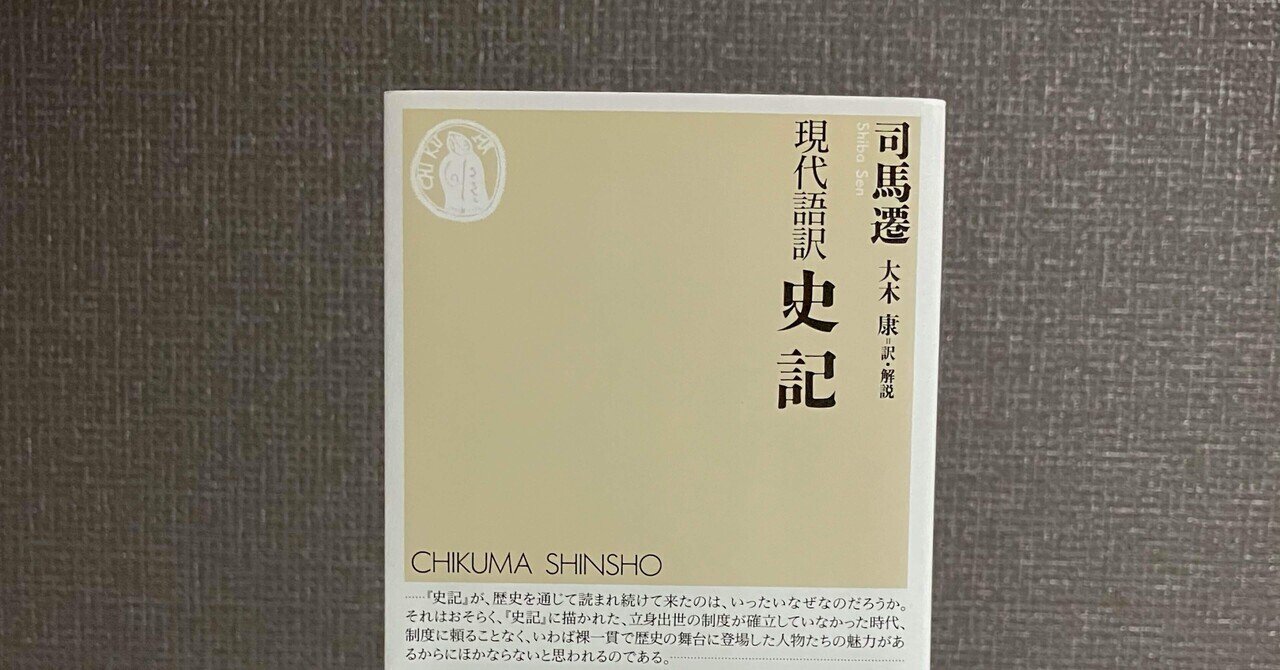 司馬遷
Shiba Sen
大木 康=訳・解説
現代語訳
史記
CHIKUMA SHINSHO
……『史記』が、歴史を通じて読まれ続けて来たのは、いったいなぜなのだろうか。
それはおそらく、『史記』に描かれた、立身出世の制度が確立していなかった時代、
制度に頼ることなく、いわば裸一貫で歴史の舞台に登場した人物たちの魅力があ
るからにほかならないと思われるのである。……